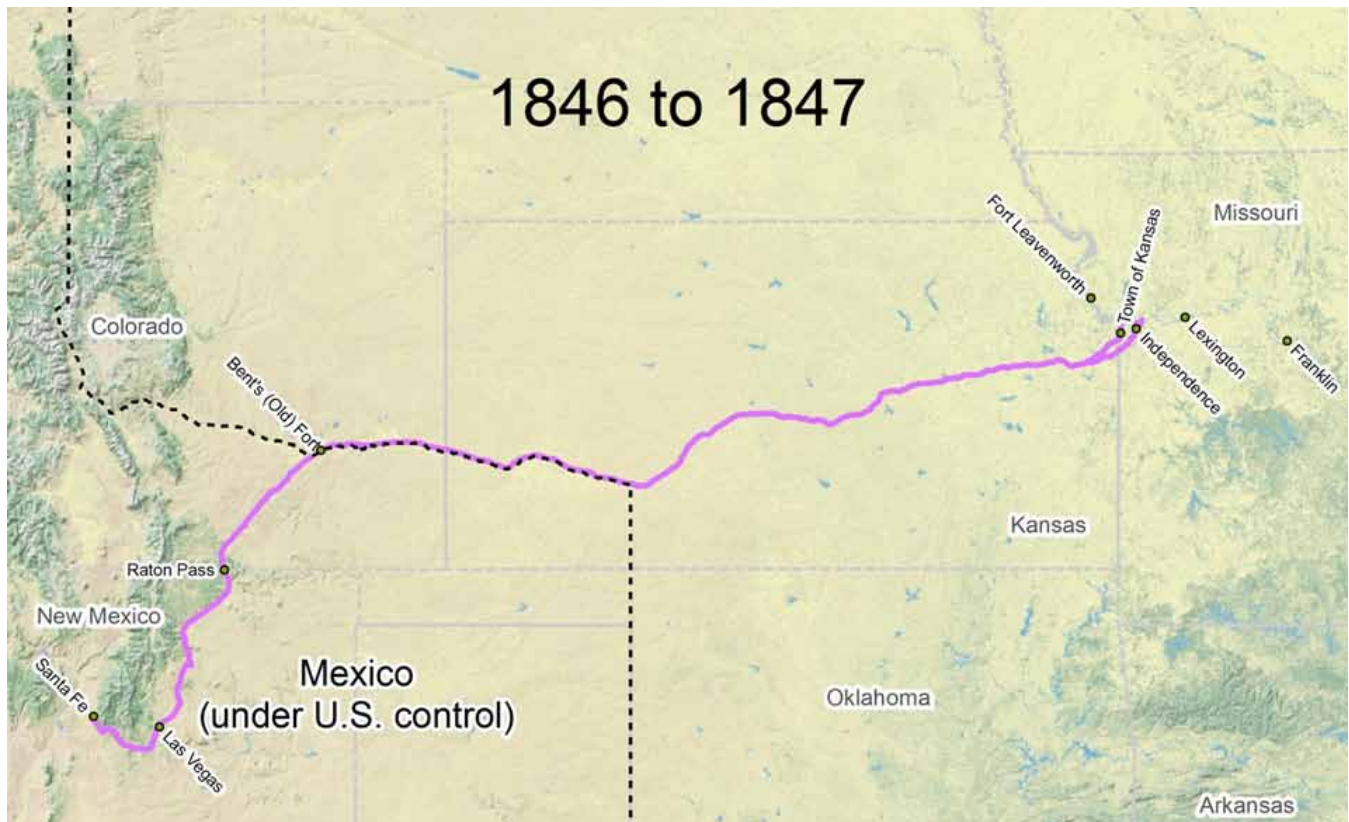 1846 to 1847
Missouri
Fort Leavenworth
Town of Kansas
Colorado
Lexington
Independence
Franklin
Bent's (Old) Fort
Kansas
Raton Pass
New Mexico
Santa Fe
Mexico
(under U.S. control)
Oklahoma
Las Vegas
Arkansas